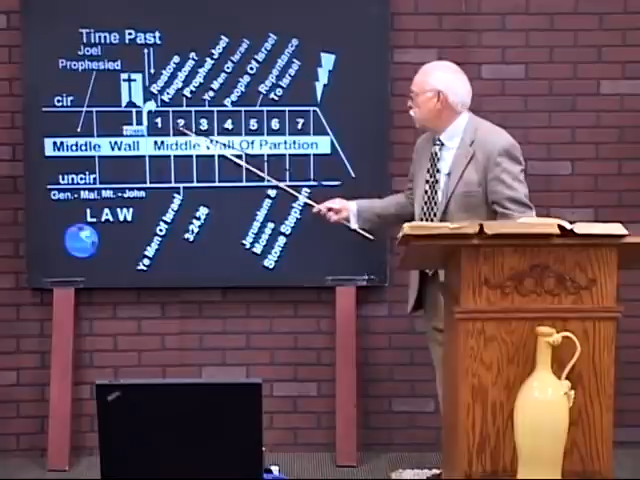 Time Past
Joel
Prophesied
Restore
Kingdom?
Prophet Joel
Ye Men Of Israel
People Of Israel
Repentance
To Israel
cir
1 2 3 4 5 6 7
Middle Wall
Middle Wall Of Partition
uncir
Gen.- Mal. Mt. - John
LAW
Ye Men Of Israel
3:24,26
Jerusalem &
Moses
Stone Stephen